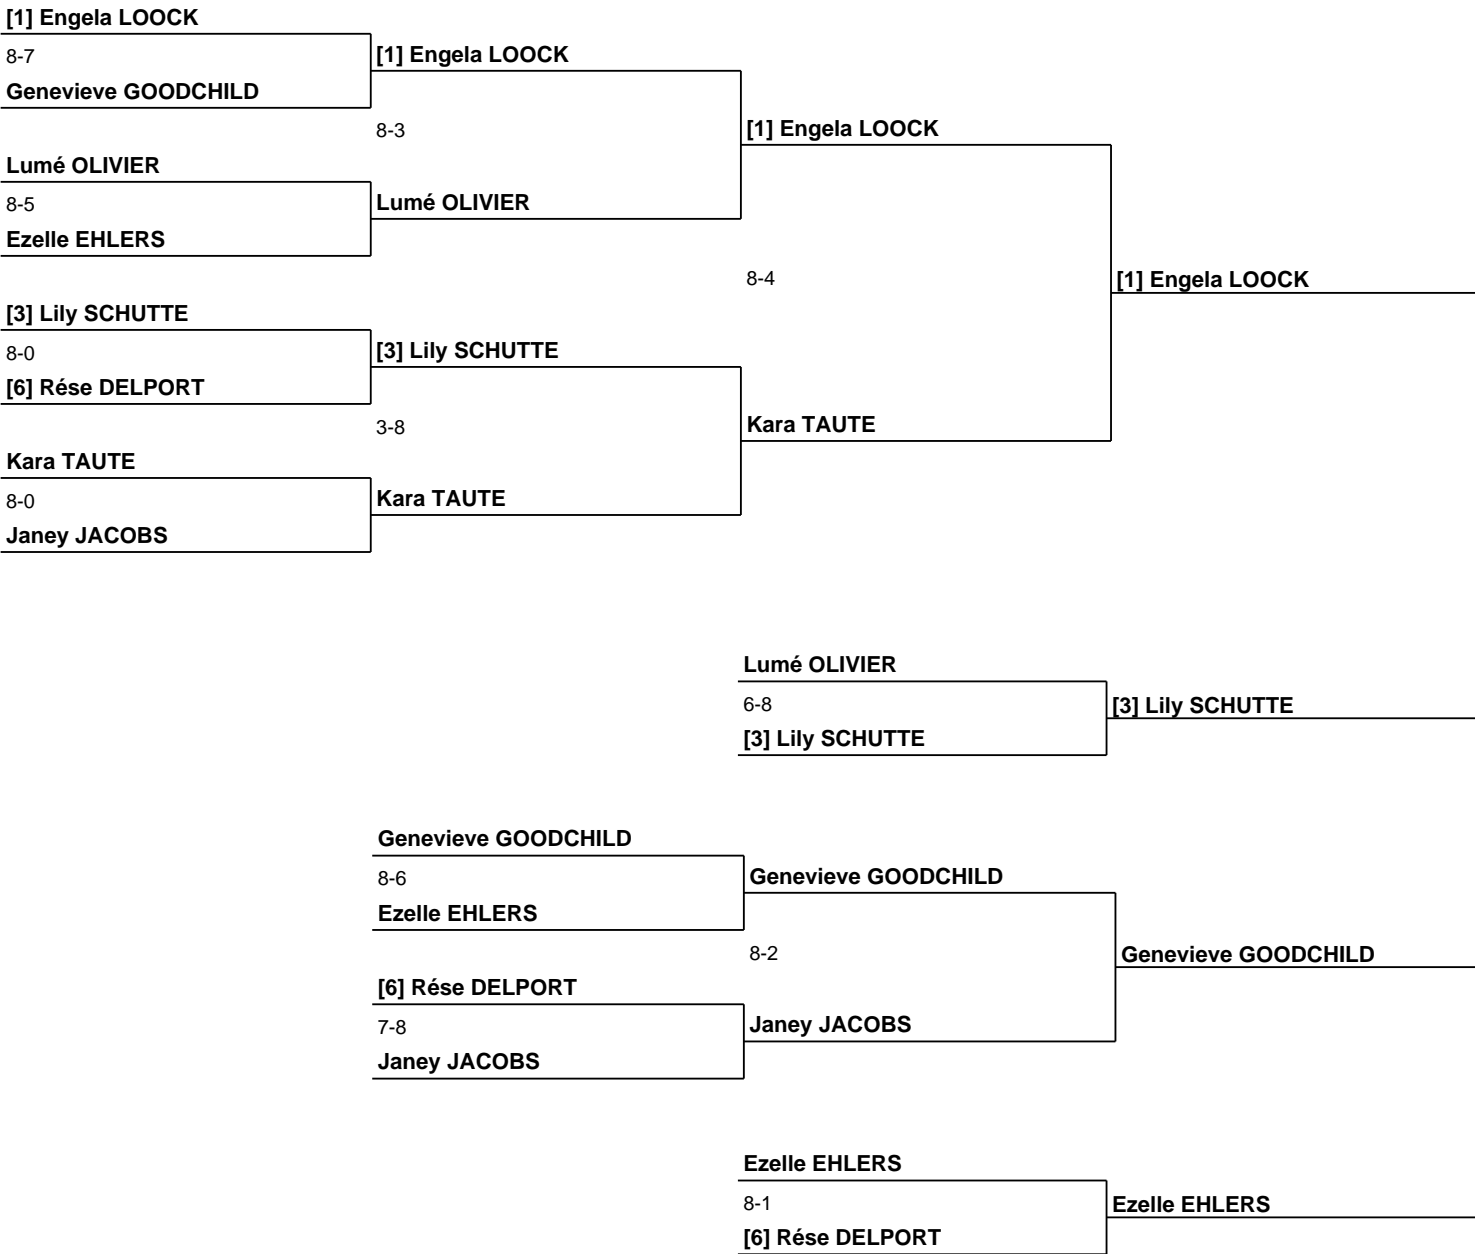 [1] Engela LOOCK
8-7
[1] Engela LOOCK
Genevieve GOODCHILD
8-3
[1] Engela LOOCK
Lumé OLIVIER
8-5
Lumé OLIVIER
Ezelle EHLERS
8-4
[1] Engela LOOCK
[3] Lily SCHUTTE
8-0
[3] Lily SCHUTTE
[6] Rése DELPORT
3-8
Kara TAUTE
Kara TAUTE
8-0
Kara TAUTE
Janey JACOBS
Lumé OLIVIER
6-8
[3] Lily SCHUTTE
[3] Lily SCHUTTE
Genevieve GOODCHILD
8-6
Genevieve GOODCHILD
Ezelle EHLERS
8-2
Genevieve GOODCHILD
[6] Rése DELPORT
7-8
Janey JACOBS
Janey JACOBS
Ezelle EHLERS
8-1
Ezelle EHLERS
[6] Rése DELPORT